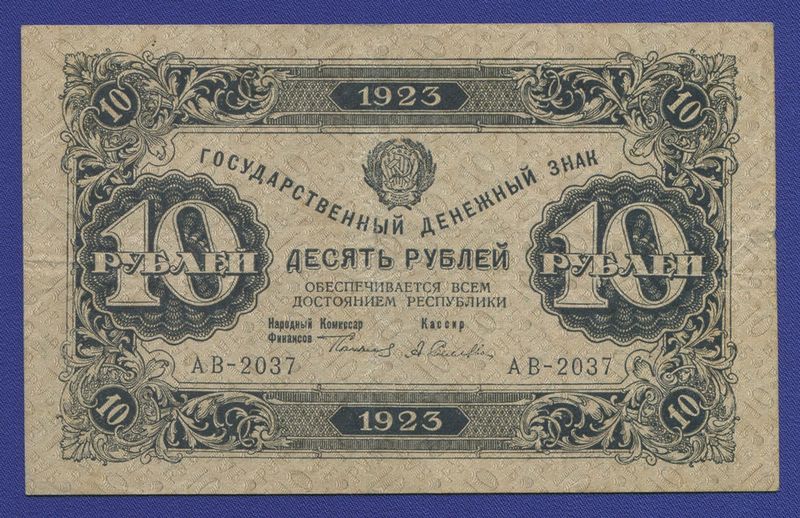 1923
10
10
ГОСУДАРСТВЕННЫЙ ДЕНЕЖНЫЙ ЗНАК
10 РУБЛЕЙ
10 РУБЛЕЙ
ДЕСЯТЬ РУБЛЕЙ
ОБЕСПЕЧИВАЕТСЯ ВСЕМ
ДОСТОЯНИЕМ РЕСПУБЛИКИ
Народный Комиссар
Финансов
Кассир
АВ-2037
АВ-2037
10
10
1923